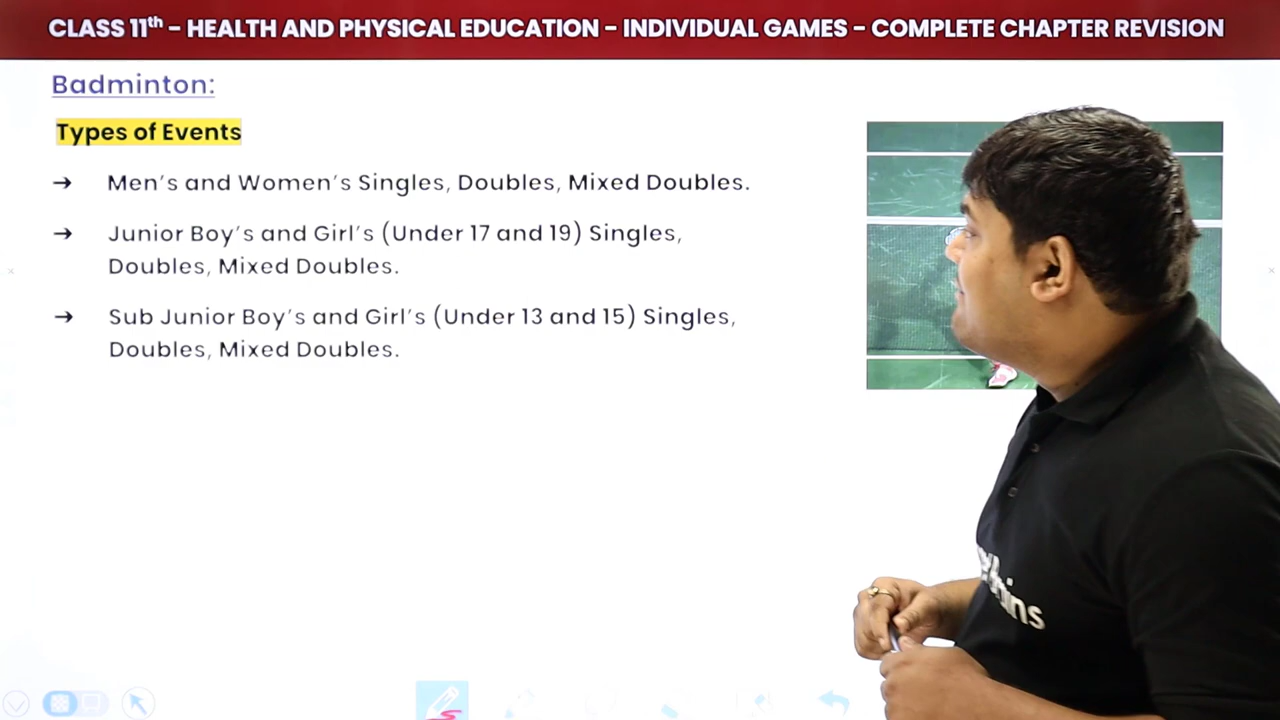 CLASS 11th – HEALTH AND PHYSICAL EDUCATION – INDIVIDUAL GAMES – COMPLETE CHAPTER REVISION
Badminton:
Types of Events
➔ Men’s and Women’s Singles, Doubles, Mixed Doubles.
➔ Junior Boy’s and Girl’s (Under 17 and 19) Singles,
Doubles, Mixed Doubles.
➔ Sub Junior Boy’s and Girl’s (Under 13 and 15) Singles,
Doubles, Mixed Doubles.